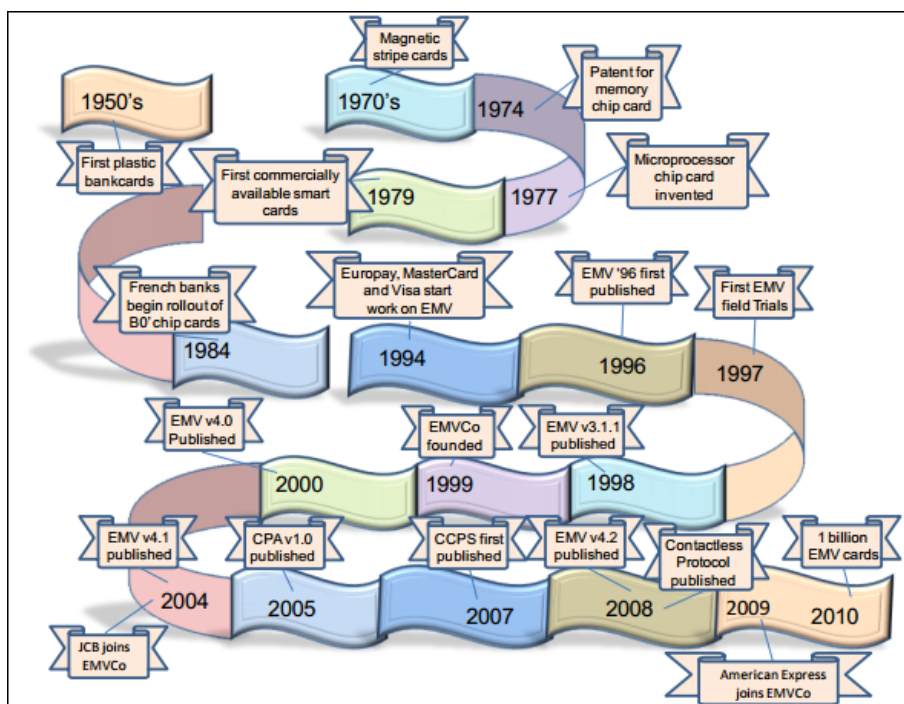 Magnetic
stripe cards
1950's
1970's
1974
Patent for
memory
chip card
First plastic
bankcards
First commercially
available smart
cards
1979
1977
Microprocessor
chip card
invented
French banks
begin rollout of
B0' chip cards
1984
Europay, MasterCard
and Visa start
work on EMV
1994
EMV '96 first
published
1996
First EMV
field Trials
1997
EMV v4.0
Published
2000
EMVCo
founded
1999
EMV v3.1.1
published
1998
EMV v4.1
published
2004
JCB joins
EMVCo
CPA v1.0
published
2005
CCPS first
published
2007
EMV v4.2
published
2008
Contactless
Protocol
published
2009
American Express
joins EMVCo
1 billion
EMV cards
2010